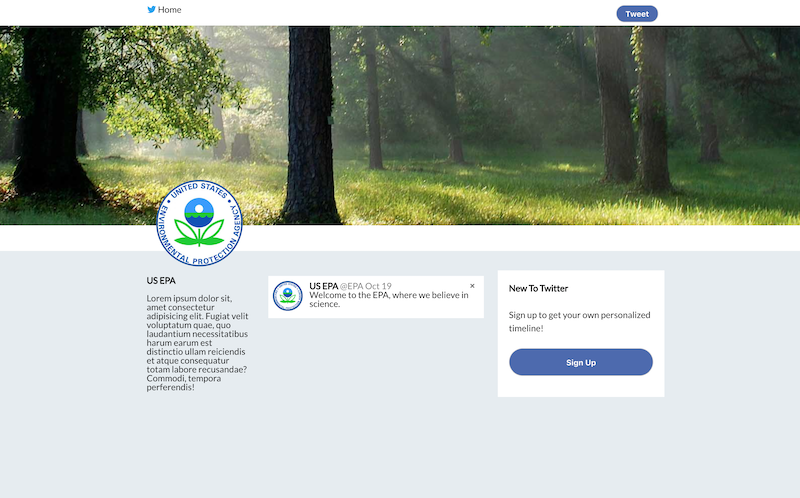 Home
Tweet
UNITED STATES
ENVIRONMENTAL PROTECTION AGENCY
US EPA
Lorem ipsum dolor sit,
amet consectetur
adipisicing elit. Fugiat velit
voluptatum quae, quo
laudantium necessitatibus
harum earum est
distinctio ullam reiciendis
et atque consequatur
totam labore recusandae?
Commodi, tempora
perferendis!
US EPA @EPA Oct 19
Welcome to the EPA, where we believe in
science.
×
New To Twitter
Sign up to get your own personalized
timeline!
Sign Up